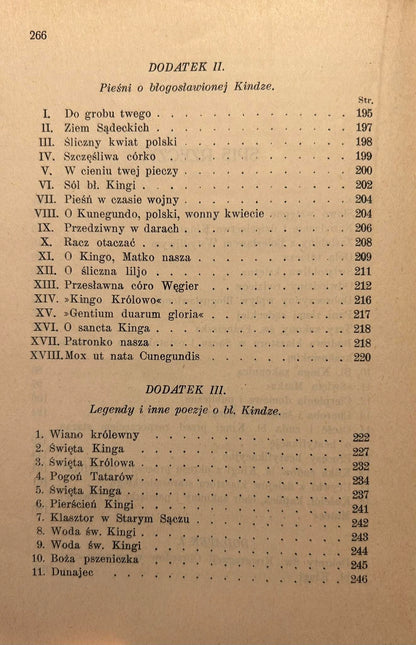 266
DODATEK II.
Pieśni o błogosławionej Kindze.
Str.
I. Do grobu twego . . . . . . . . . . . 195
II. Ziem Sądeckich . . . . . . . . . . . 197
III. Śliczny kwiat polski . . . . . . . . . . 198
IV. Szczęśliwa córko . . . . . . . . . . . 199
V. W cieniu twej pieczy . . . . . . . . . . 200
VI. Sól bł. Kingi . . . . . . . . . . . . 202
VII. Pieśń w czasie wojny . . . . . . . . . 204
VIII. O Kunegundo, polski, wonny kwiecie . . . . . 204
IX. Przedziwny w darach . . . . . . . . . . 206
X. Racz otaczać . . . . . . . . . . . . 208
XI. O Kingo, Matko nasza . . . . . . . . . 209
XII. O śliczna liljo . . . . . . . . . . . . 211
XIII. Przesławna córo Węgier . . . . . . . . . 212
XIV. »Kingo Królowo« . . . . . . . . . . . 216
XV. »Gentium duarum gloria« . . . . . . . . 217
XVI. O sancta Kinga . . . . . . . . . . . 218
XVII. Patronko nasza . . . . . . . . . . . 218
XVIII. Mox ut nata Cunegundis . . . . . . . . . 220
DODATEK III.
Legendy i inne poezje o bł. Kindze.
1. Wiano królewny . . . . . . . . . . . 222
2. Święta Kinga . . . . . . . . . . . . 227
3. Święta Królowa . . . . . . . . . . . 232
4. Pogoń Tatarów . . . . . . . . . . . 234
5. Święta Kinga . . . . . . . . . . . . 237
6. Pierścień Kingi . . . . . . . . . . . 241
7. Klasztor w Starym Sączu . . . . . . . . 242
8. Woda św. Kingi . . . . . . . . . . . 243
9. Woda św. Kingi . . . . . . . . . . . 244
10. Boża pszeniczka . . . . . . . . . . . 245
11. Dunajec . . . . . . . . . . . . . 246